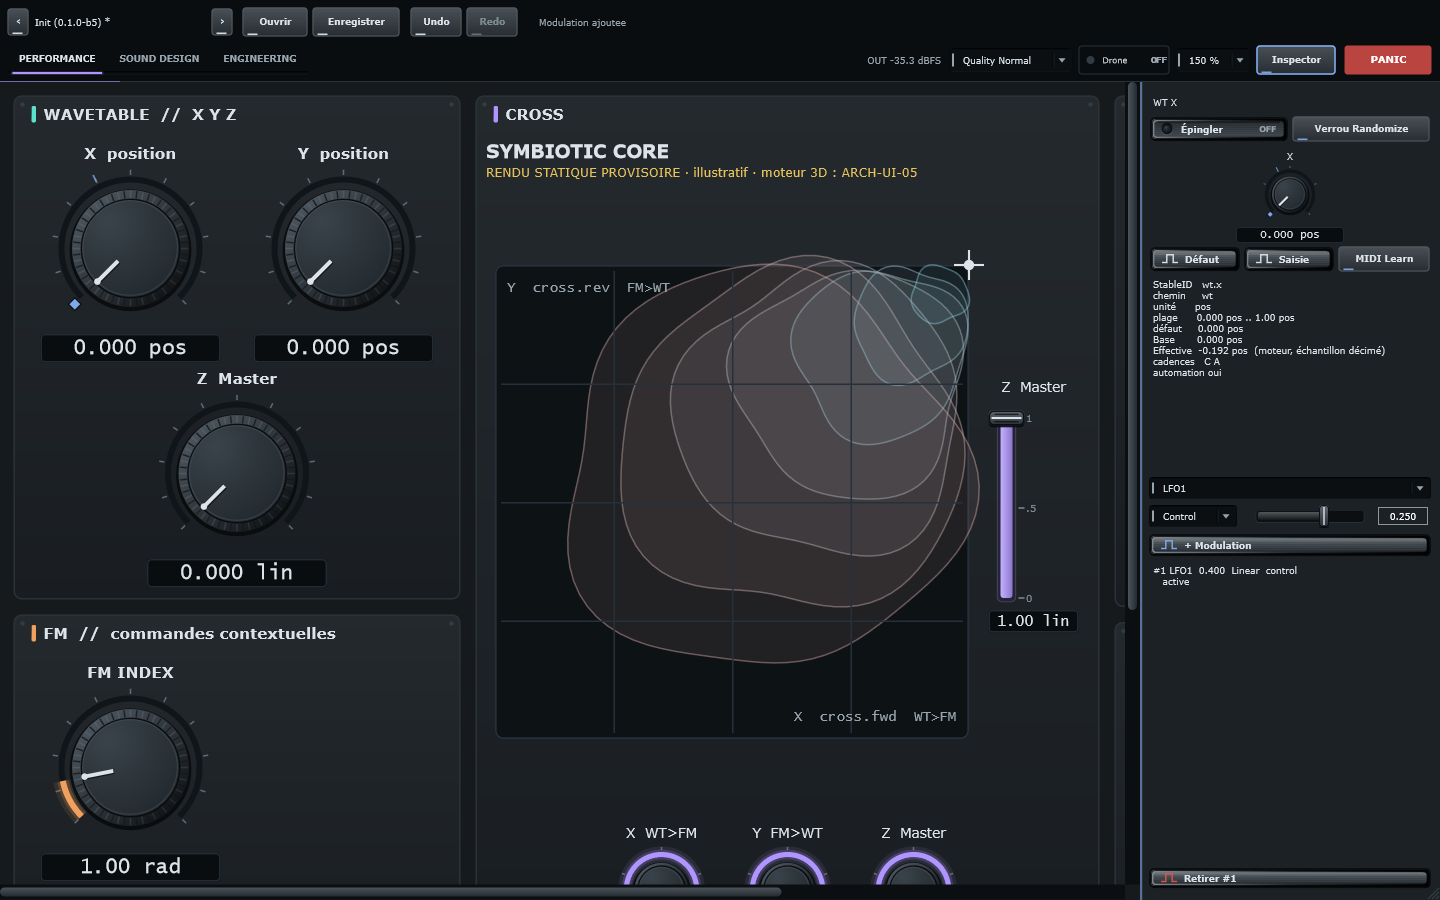 ‹ Init (0.1.0-b5) * › Ouvrir Enregistrer Undo Redo Modulation ajoutee
PERFORMANCE SOUND DESIGN ENGINEERING OUT -35.3 dBFS Quality Normal Drone OFF 150 % Inspector PANIC
WAVETABLE // X Y Z
X position Y position
0.000 pos 0.000 pos
Z Master
0.000 lin
FM // commandes contextuelles
FM INDEX
1.00 rad
CROSS
SYMBIOTIC CORE
RENDU STATIQUE PROVISOIRE · illustratif · moteur 3D : ARCH-UI-05
Y cross.rev FM>WT
X cross.fwd WT>FM
Z Master
1
.5
0
1.00 lin
X WT>FM Y FM>WT Z Master
WT X
Épingler OFF Verrou Randomize
X
0.000 pos
Défaut Saisie MIDI Learn
StableID wt.x
chemin wt
unité pos
plage 0.000 pos .. 1.00 pos
défaut 0.000 pos
Base 0.000 pos
Effective -0.192 pos (moteur, échantillon décimé)
cadences C A
automation oui
LFO1
Control 0.250
+ Modulation
#1 LFO1 0.400 Linear control
active
Retirer #1